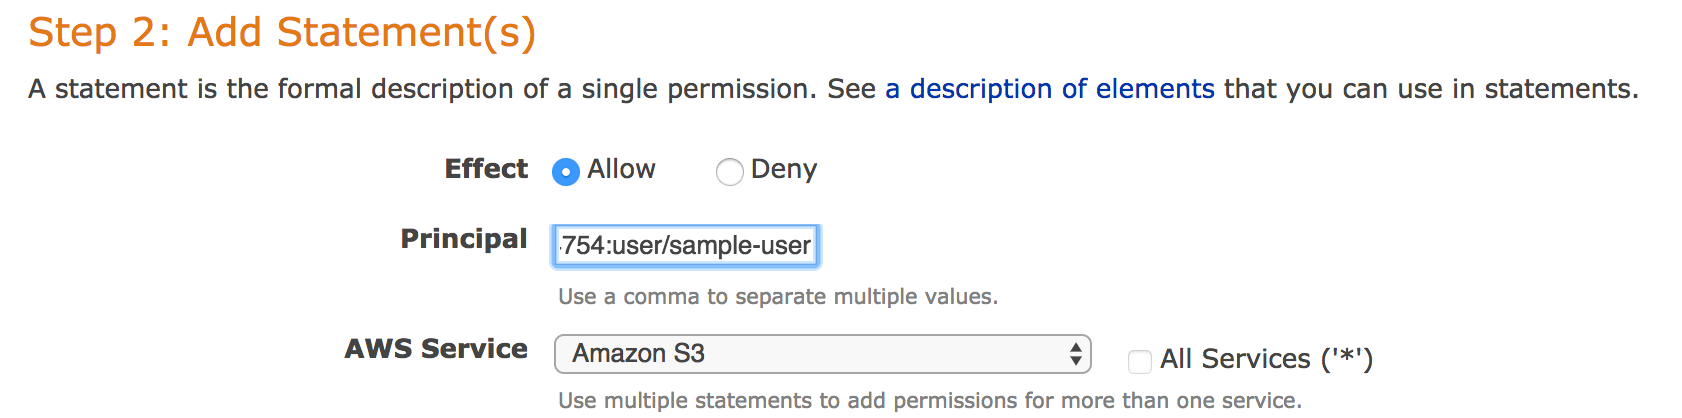 Step 2: Add Statement(s)
A statement is the formal description of a single permission. See a description of elements that you can use in statements.
Effect Allow Deny
Principal 754:user/sample-user
Use a comma to separate multiple values.
AWS Service Amazon S3 All Services ('*')
Use multiple statements to add permissions for more than one service.